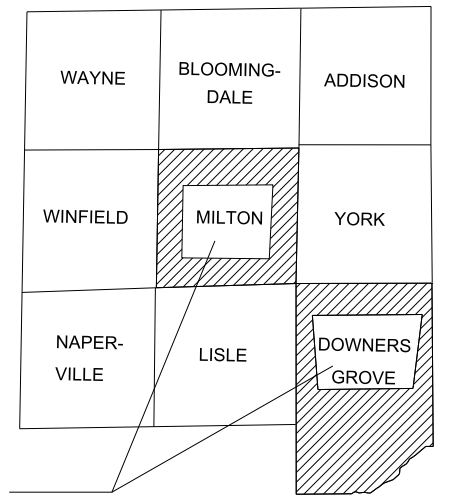 WAYNE
BLOOMING-
DALE
ADDISON
WINFIELD
MILTON
YORK
NAPER-
VILLE
LISLE
DOWNERS
GROVE